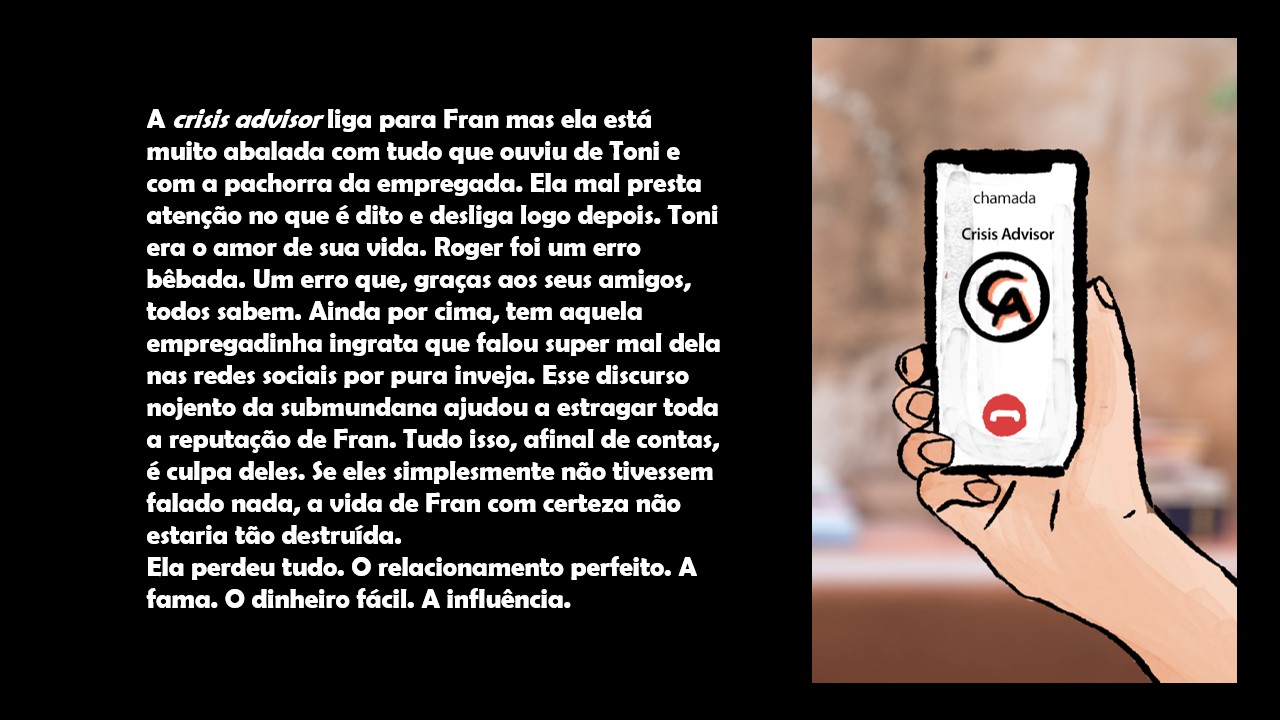 A crisis advisor liga para Fran mas ela está
muito abalada com tudo que ouviu de Toni e
com a pachorra da empregada. Ela mal presta
atenção no que é dito e desliga logo depois. Toni
era o amor de sua vida. Roger foi um erro
bêbada. Um erro que, graças aos seus amigos,
todos sabem. Ainda por cima, tem aquela
empregadinha ingrata que falou super mal dela
nas redes sociais por pura inveja. Esse discurso
nojento da submundana ajudou a estragar toda
a reputação de Fran. Tudo isso, afinal de contas,
é culpa deles. Se eles simplesmente não tivessem
falado nada, a vida de Fran com certeza não
estaria tão destruída.
Ela perdeu tudo. O relacionamento perfeito. A
fama. O dinheiro fácil. A influência.
chamada
Crisis Advisor
CA